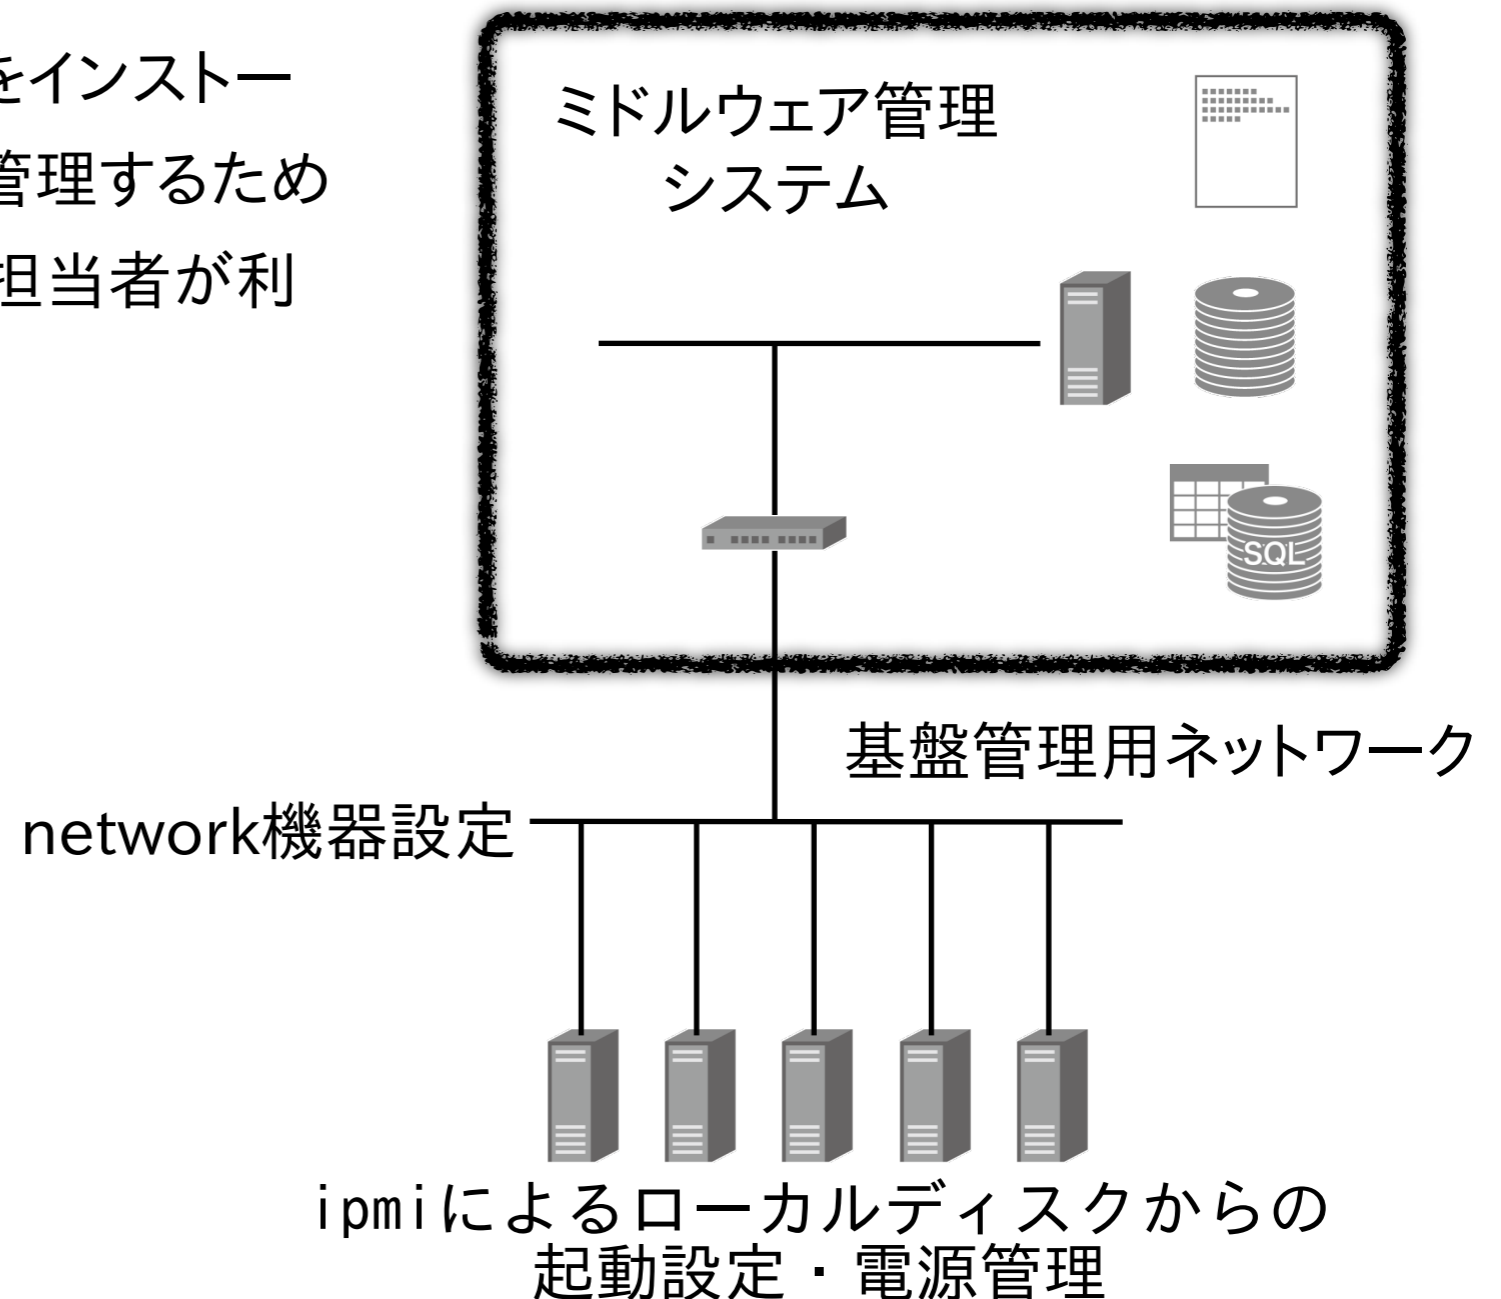 をインストー
管理するため
担当者が利
ミドルウェア管理
システム
SQL
基盤管理用ネットワーク
network機器設定
ipmiによるローカルディスクからの
起動設定・電源管理